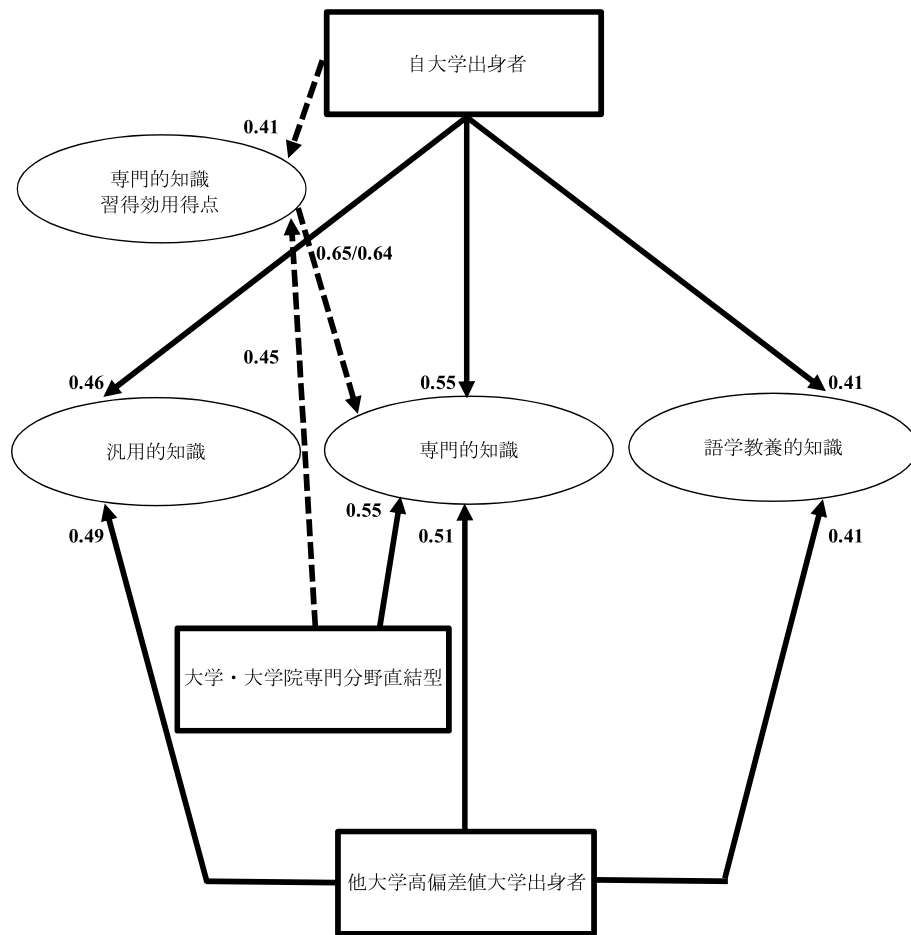 自大学出身者
0.41
専門的知識
習得効用得点
0.65/0.64
0.45
0.46
0.55
0.41
汎用的知識
専門的知識
語学教養的知識
0.49
0.55
0.51
0.41
大学・大学院専門分野直結型
他大学高偏差値大学出身者